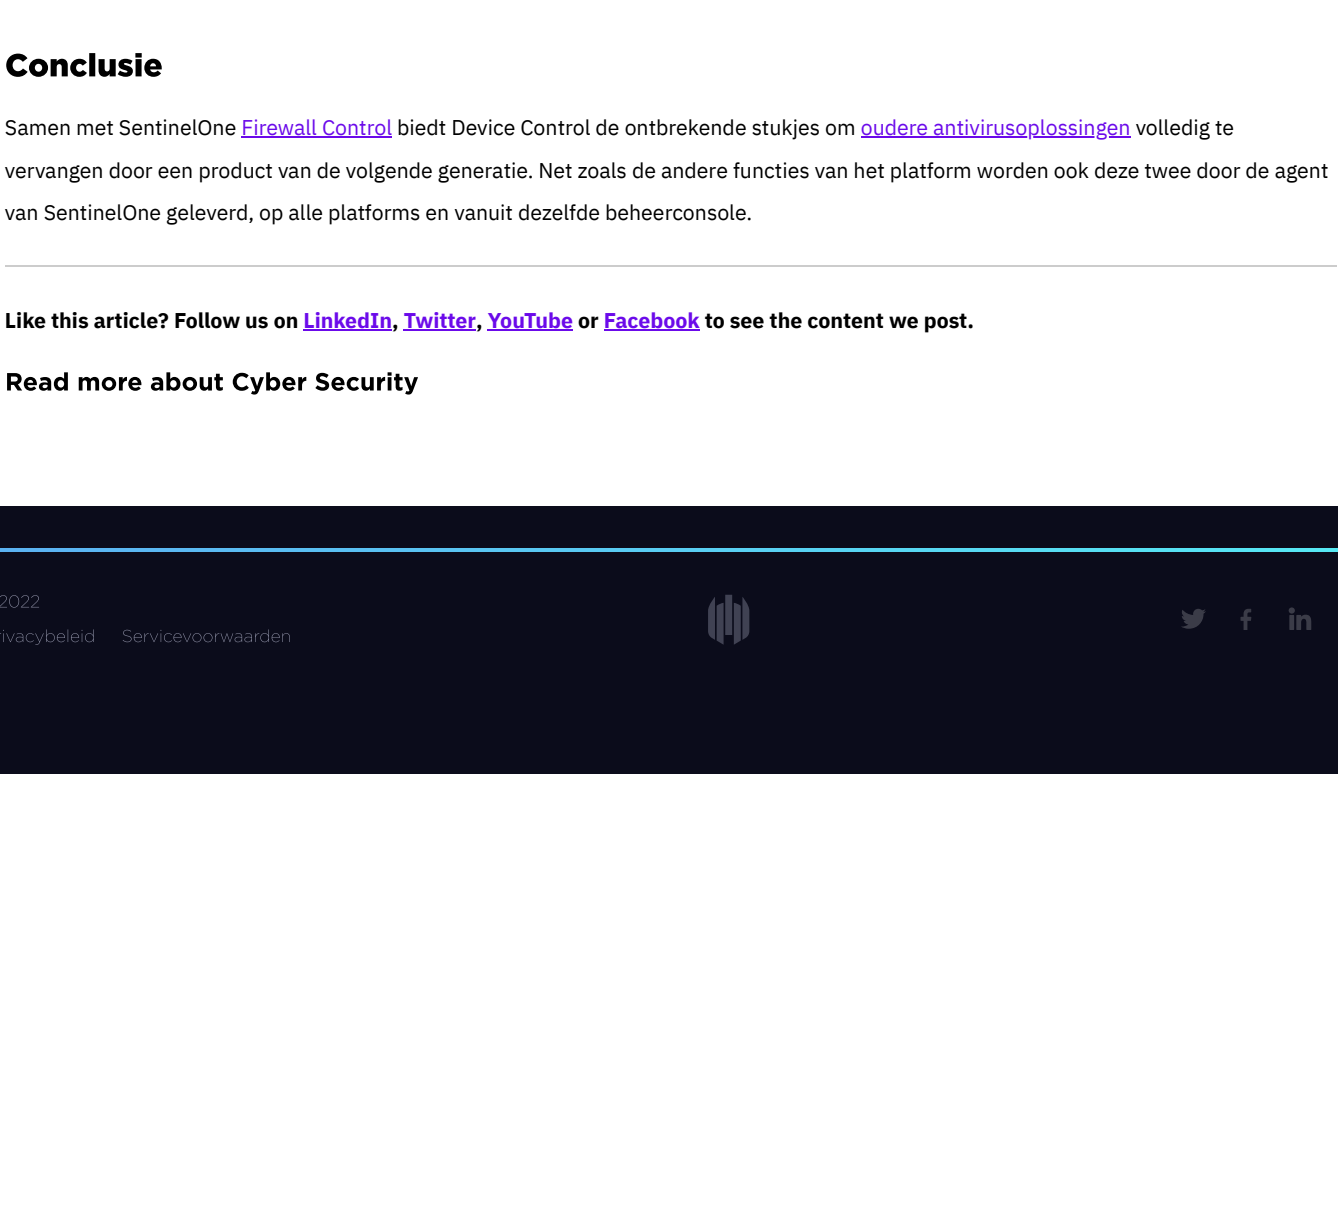 Conclusie
Samen met SentinelOne Firewall Control biedt Device Control de ontbrekende stukjes om oudere antivirusoplossingen volledig te
vervangen door een product van de volgende generatie. Net zoals de andere functies van het platform worden ook deze twee door de agent
van SentinelOne geleverd, op alle platforms en vanuit dezelfde beheerconsole.
Like this article? Follow us on LinkedIn, Twitter, YouTube or Facebook to see the content we post.
Read more about Cyber Security
2022
ivacybeleid Servicevoorwaarden